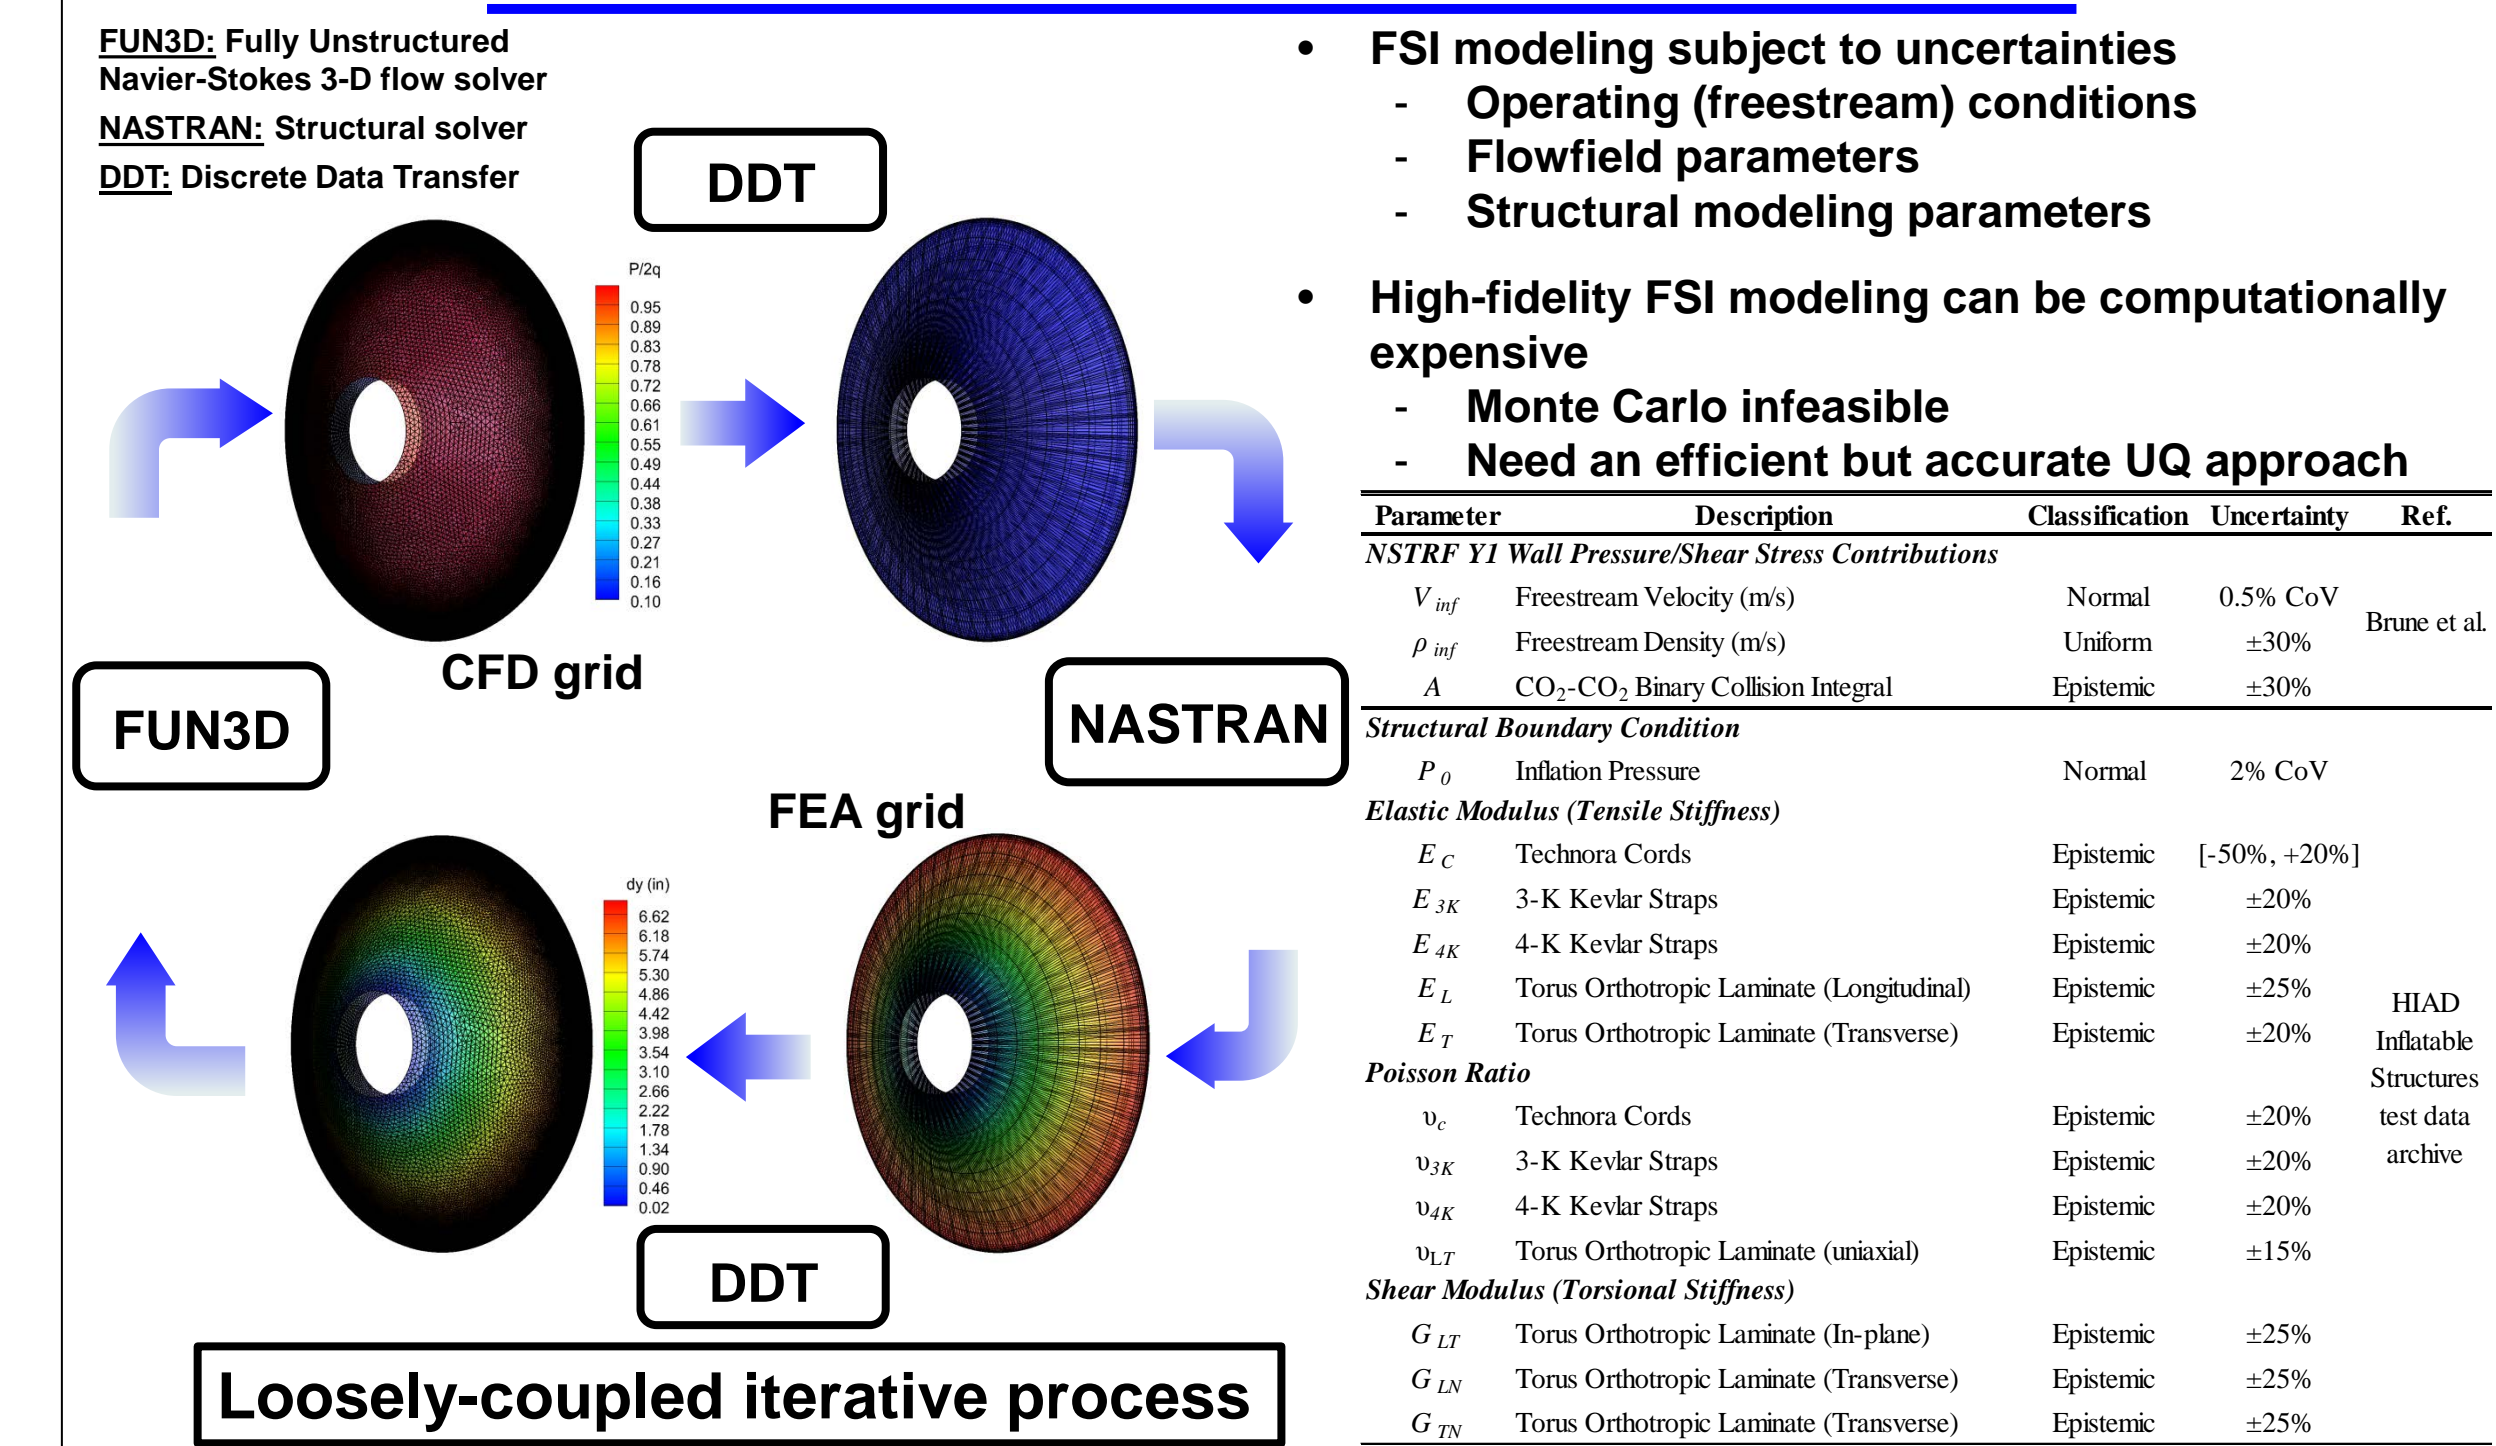 FUN3D: Fully Unstructured
Navier-Stokes 3-D flow solver
NASTRAN: Structural solver
DDT: Discrete Data Transfer
DDT
P/2q
0.95
0.89
0.83
0.78
0.72
0.66
0.61
0.55
0.49
0.44
0.38
0.33
0.27
0.21
0.16
0.10
CFD grid
FUN3D
NASTRAN
FEA grid
dy (in)
6.62
6.18
5.74
5.30
4.86
4.42
3.98
3.54
3.10
2.66
2.22
1.78
1.34
0.90
0.46
0.02
DDT
Loosely-coupled iterative process
• FSI modeling subject to uncertainties
- Operating (freestream) conditions
- Flowfield parameters
- Structural modeling parameters
• High-fidelity FSI modeling can be computationally
expensive
- Monte Carlo infeasible
- Need an efficient but accurate UQ approach
Parameter Description Classification Uncertainty Ref.
NSTRF Y1 Wall Pressure/Shear Stress Contributions
V inf Freestream Velocity (m/s) Normal 0.5% CoV
Brune et al.
ρ inf Freestream Density (m/s) Uniform ±30%
A CO2-CO2 Binary Collision Integral Epistemic ±30%
Structural Boundary Condition
P 0 Inflation Pressure Normal 2% CoV
Elastic Modulus (Tensile Stiffness)
E C Technora Cords Epistemic [-50%, +20%]
E 3K 3-K Kevlar Straps Epistemic ±20%
E 4K 4-K Kevlar Straps Epistemic ±20%
E L Torus Orthotropic Laminate (Longitudinal) Epistemic ±25%
E T Torus Orthotropic Laminate (Transverse) Epistemic ±20%
Poisson Ratio
υc Technora Cords Epistemic ±20%
υ3K 3-K Kevlar Straps Epistemic ±20%
υ4K 4-K Kevlar Straps Epistemic ±20%
υLT Torus Orthotropic Laminate (uniaxial) Epistemic ±15%
Shear Modulus (Torsional Stiffness)
G LT Torus Orthotropic Laminate (In-plane) Epistemic ±25%
G LN Torus Orthotropic Laminate (Transverse) Epistemic ±25%
G TN Torus Orthotropic Laminate (Transverse) Epistemic ±25%
HIAD
Inflatable
Structures
test data
archive